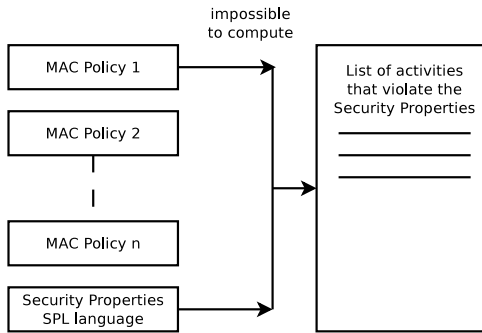 impossible
to compute
MAC Policy 1
MAC Policy 2
MAC Policy n
Security Properties
SPL language
List of activities
that violate the
Security Properties